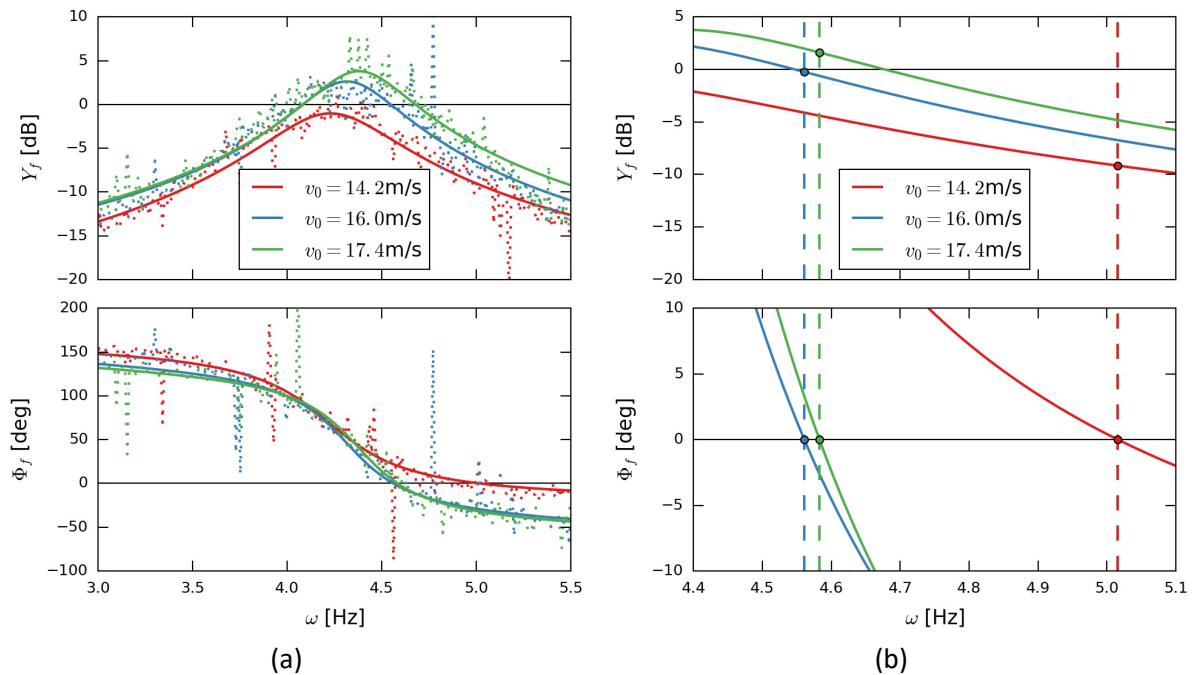 10
5
0
−5
−10
−15
−20
Y_f [dB]
v_0 = 14.2m/s
v_0 = 16.0m/s
v_0 = 17.4m/s
200
150
100
50
0
−50
−100
Φ_f [deg]
3.0 3.5 4.0 4.5 5.0 5.5
ω [Hz]
(a)
5
0
−5
−10
−15
−20
Y_f [dB]
v_0 = 14.2m/s
v_0 = 16.0m/s
v_0 = 17.4m/s
10
5
0
−5
−10
Φ_f [deg]
4.4 4.5 4.6 4.7 4.8 4.9 5.0 5.1
ω [Hz]
(b)